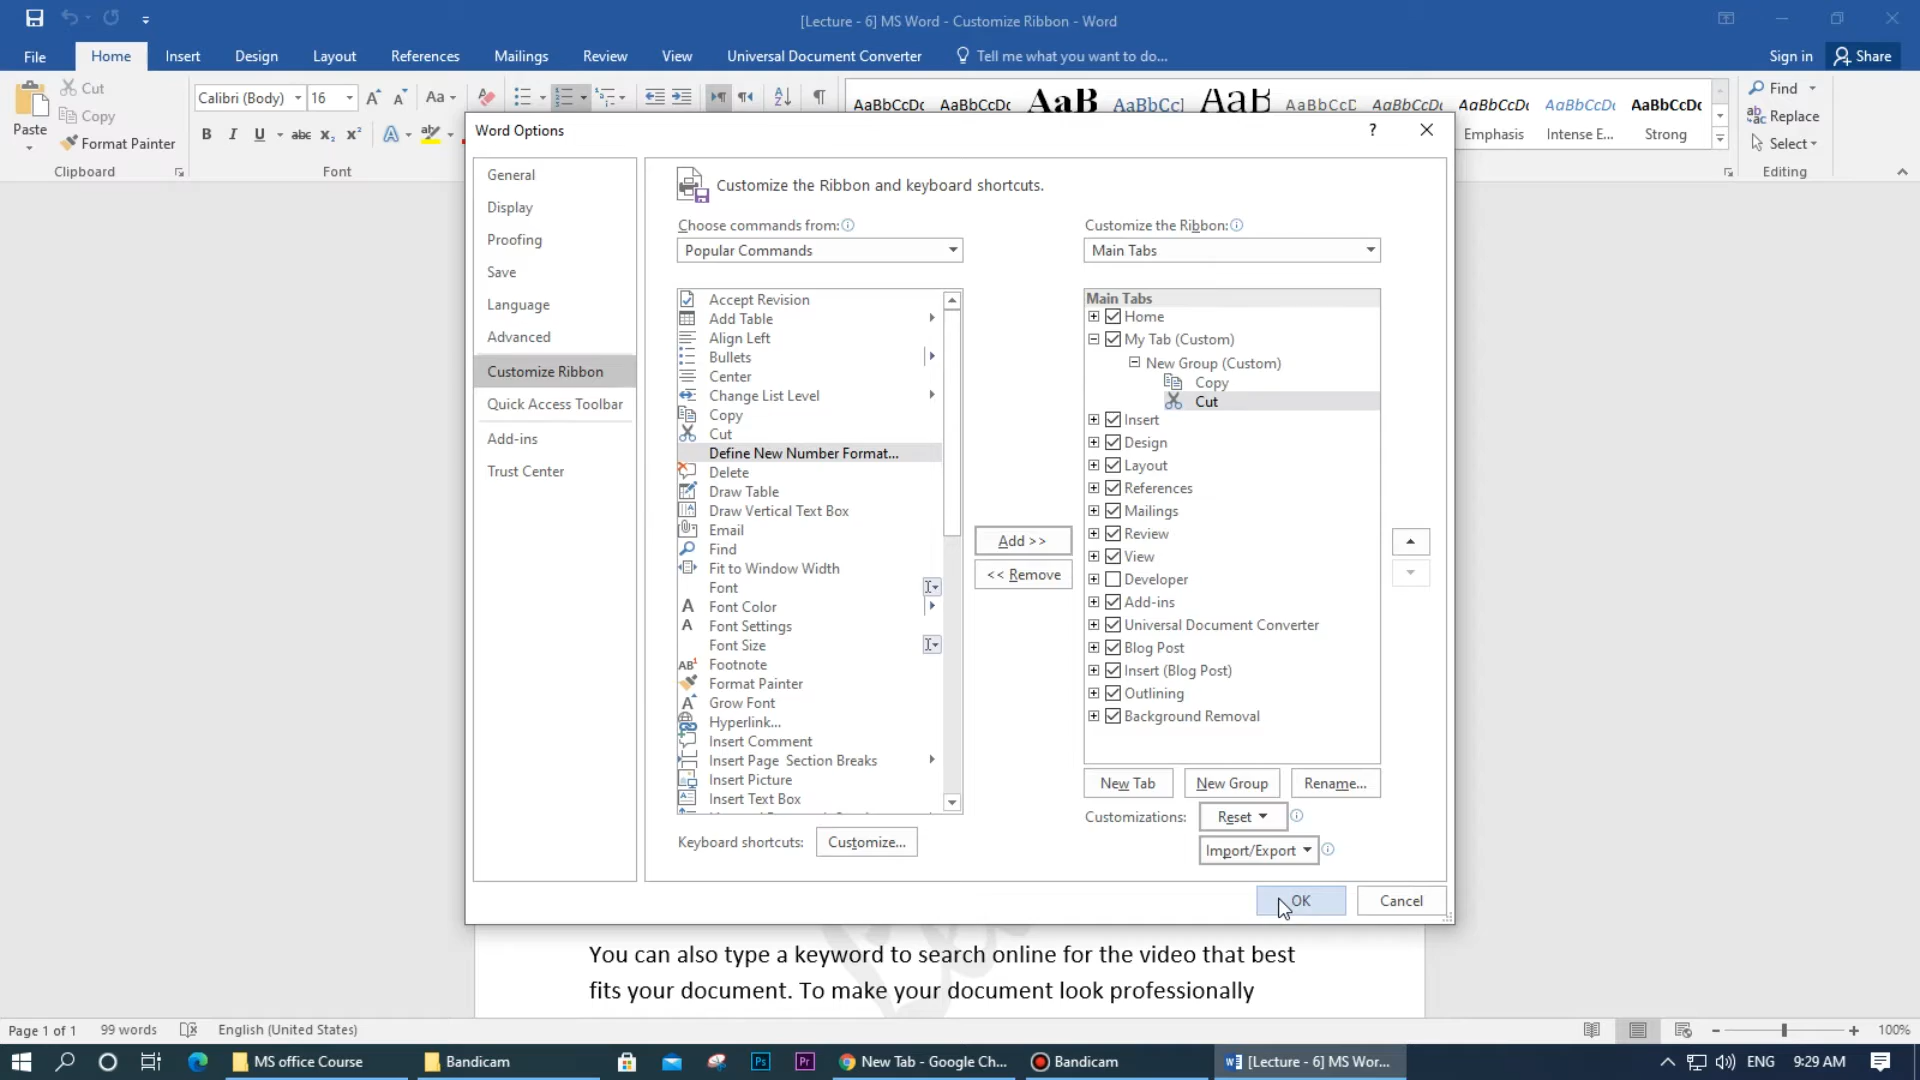 [Lecture - 6] MS Word - Customize Ribbon - Word
File Home Insert Design Layout References Mailings Review View Universal Document Converter Tell me what you want to do... Sign in Share
Paste
Cut
Copy
Format Painter
Clipboard
Calibri (Body) 16 Aa
B I U abc x₂ x² A ab
Font
AaBbCcDc AaBbCcDc AaB AaBbCcl AaB AaBbCcD AaBbCcDc AaBbCcDc AaBbCcDc AaBbCcDc
Emphasis Intense E... Strong
Find
Replace
Select
Editing
Word Options
?
General
Display
Proofing
Save
Language
Advanced
Customize Ribbon
Quick Access Toolbar
Add-ins
Trust Center
Customize the Ribbon and keyboard shortcuts.
Choose commands from:
Popular Commands
Accept Revision
Add Table
Align Left
Bullets
Center
Change List Level
Copy
Cut
Define New Number Format...
Delete
Draw Table
Draw Vertical Text Box
Email
Find
Fit to Window Width
Font
Font Color
Font Settings
Font Size
Footnote
Format Painter
Grow Font
Hyperlink...
Insert Comment
Insert Page Section Breaks
Insert Picture
Insert Text Box
Keyboard shortcuts: Customize...
Add >>
<< Remove
Customize the Ribbon:
Main Tabs
Main Tabs
Home
My Tab (Custom)
New Group (Custom)
Copy
Cut
Insert
Design
Layout
References
Mailings
Review
View
Developer
Add-ins
Universal Document Converter
Blog Post
Insert (Blog Post)
Outlining
Background Removal
New Tab New Group Rename...
Customizations: Reset
Import/Export
OK Cancel
You can also type a keyword to search online for the video that best
fits your document. To make your document look professionally
Page 1 of 1 99 words English (United States) 100%
MS office Course Bandicam Ps Pr New Tab - Google Ch... Bandicam [Lecture - 6] MS Wor... ENG 9:29 AM